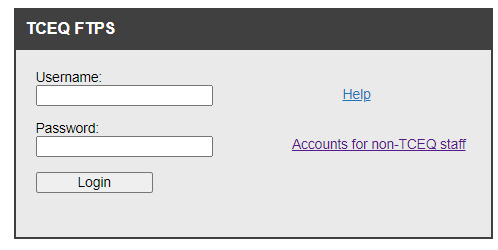 TCEQ FTPS
Username:
Help
Password:
Accounts for non-TCEQ staff
Login